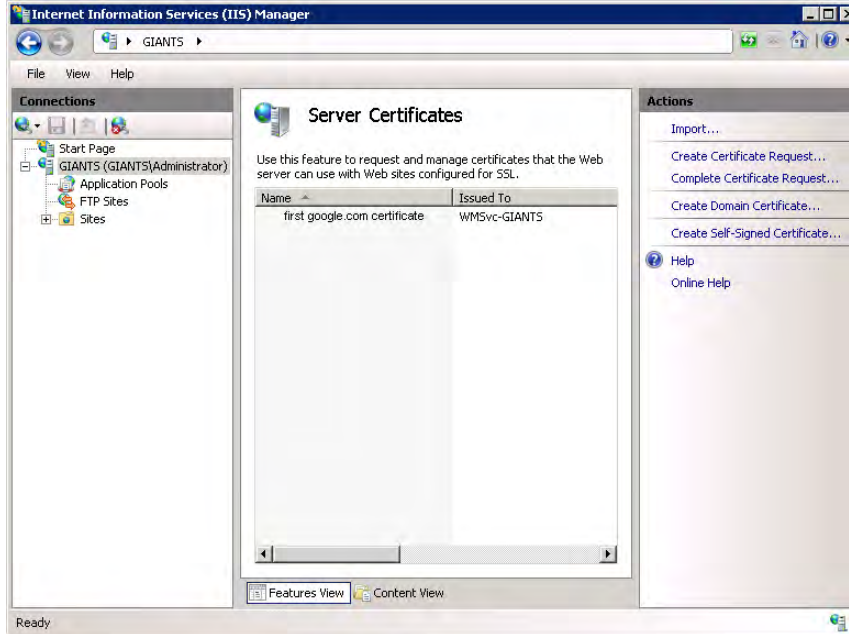 Internet Information Services (IIS) Manager
GIANTS
File View Help
Connections
Start Page
GIANTS (GIANTS\Administrator)
Application Pools
FTP Sites
Sites
Server Certificates
Use this feature to request and manage certificates that the Web
server can use with Web sites configured for SSL.
Name Issued To
first google.com certificate WMSvc-GIANTS
Features View Content View
Actions
Import...
Create Certificate Request...
Complete Certificate Request...
Create Domain Certificate...
Create Self-Signed Certificate...
Help
Online Help
Ready